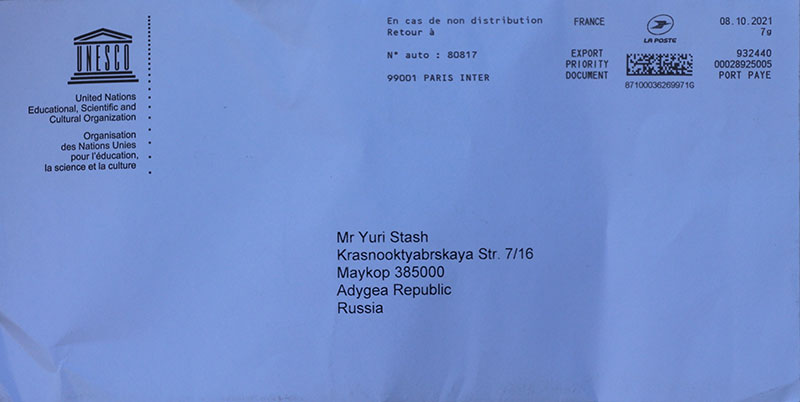 UNESCO
United Nations
Educational, Scientific and
Cultural Organization
Organisation
des Nations Unies
pour l'éducation,
la science et la culture
En cas de non distribution
Retour à
N° auto : 80817
99001 PARIS INTER
FRANCE
LA POSTE
08.10.2021
7g
EXPORT
PRIORITY
DOCUMENT
932440
00028925005
PORT PAYE
87100036269971G
Mr Yuri Stash
Krasnooktyabrskaya Str. 7/16
Maykop 385000
Adygea Republic
Russia